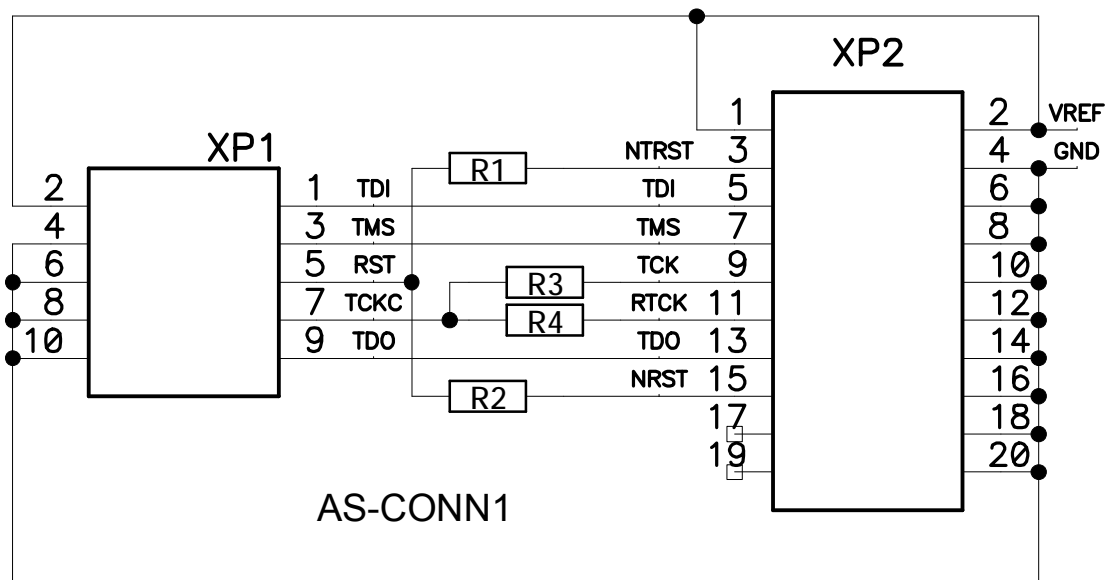 XP2
1 2 VREF
XP1 NTRST 3 4 GND
R1
2 1 TDI TDI 5 6
4 3 TMS TMS 7 8
6 5 RST TCK 9 10
R3
8 7 TCKC RTCK 11 12
R4
10 9 TDO TDO 13 14
NRST 15 16
R2
17 18
19 20
AS-CONN1